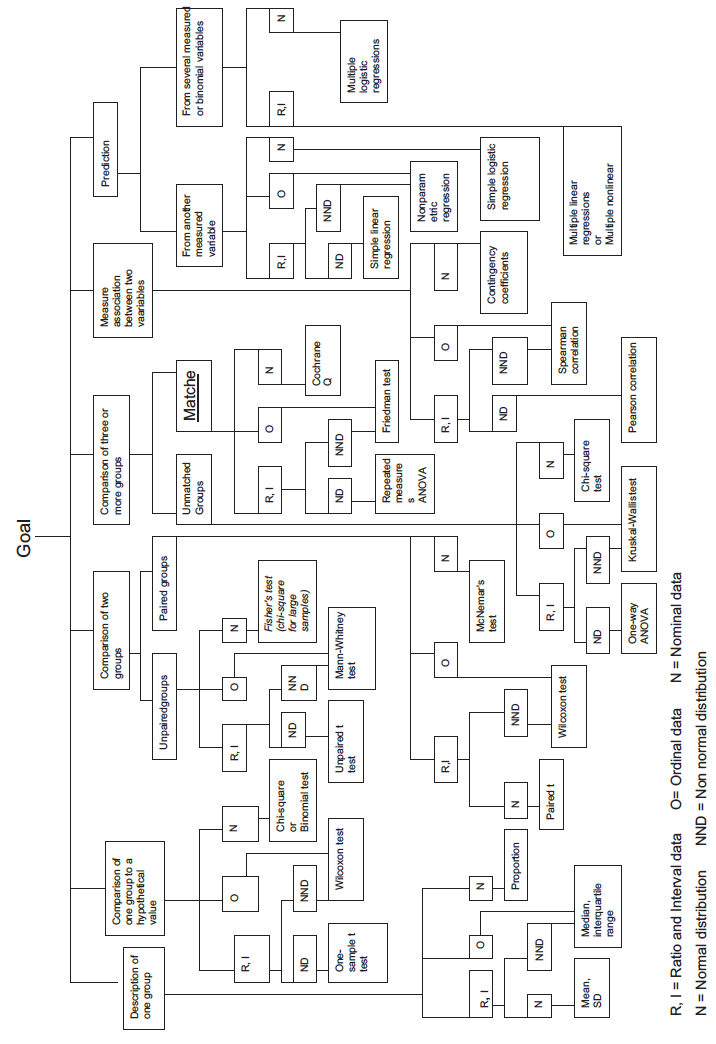 Goal
Description of
one group
Comparison of
one group to a
hypothetical
value
Comparison of two
groups
Comparison of three or
more groups
Measure
association
between two
vaariables
Prediction
Unpairedgroups
Paired groups
Unmatched
Groups
Matche
From another
measured
variable
From several measured
or binomial variables
R, I
O
N
R, I
O
N
R, I
O
N
R,I
O
N
R,I
N
ND
NND
ND
NN
D
ND
NND
ND
NND
One-
sample t
test
Wilcoxon test
Chi-square
or
Binomial test
Unpaired t
test
Mann-Whitney
test
Fisher's test
(chi-square
for large
samples)
Repeated
measure
s
ANOVA
Friedman test
Cochrane
Q
Simple linear
regression
Nonparam
etric
regression
Simple logistic
regression
Multiple
logistic
regressions
Multiple linear
regressions
or
Multiple nonlinear
R, I
O
N
R,I
O
N
R, I
O
N
R,I
O
N
N
NND
N
NND
ND
NND
ND
NND
Mean,
SD
Median,
interquartile
range
Proportion
Paired t
Wilcoxon test
McNemar's
test
One-way
ANOVA
Kruskal-Wallistest
Chi-square
test
Pearson correlation
Spearman
correlation
Contingency
coefficients
R, I = Ratio and Interval data O= Ordinal data N = Nominal data
N = Normal distribution NND = Non normal distribution